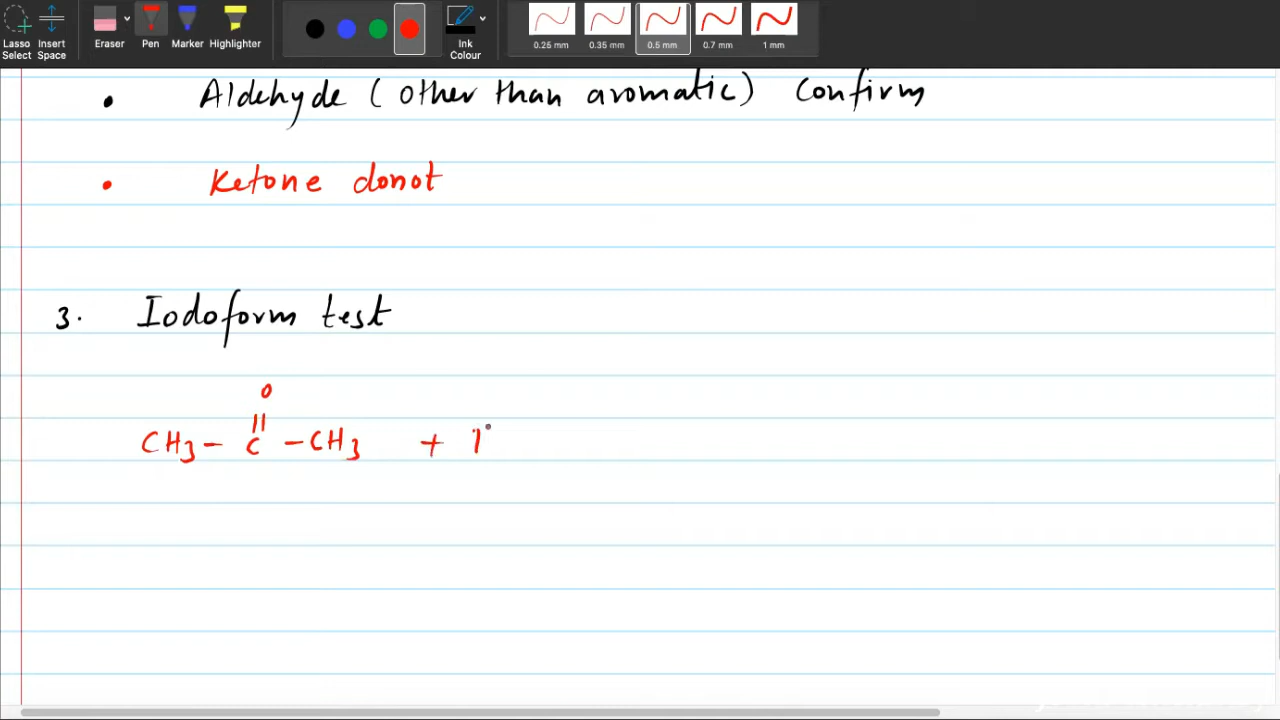 Lasso Select
Insert Space
Eraser
Pen
Marker
Highlighter
Ink Colour
0.25 mm
0.35 mm
0.5 mm
0.7 mm
1 mm
• Aldehyde (other than aromatic) confirm
• Ketone donot
3. Iodoform test
O
||
CH3 - C - CH3 + I